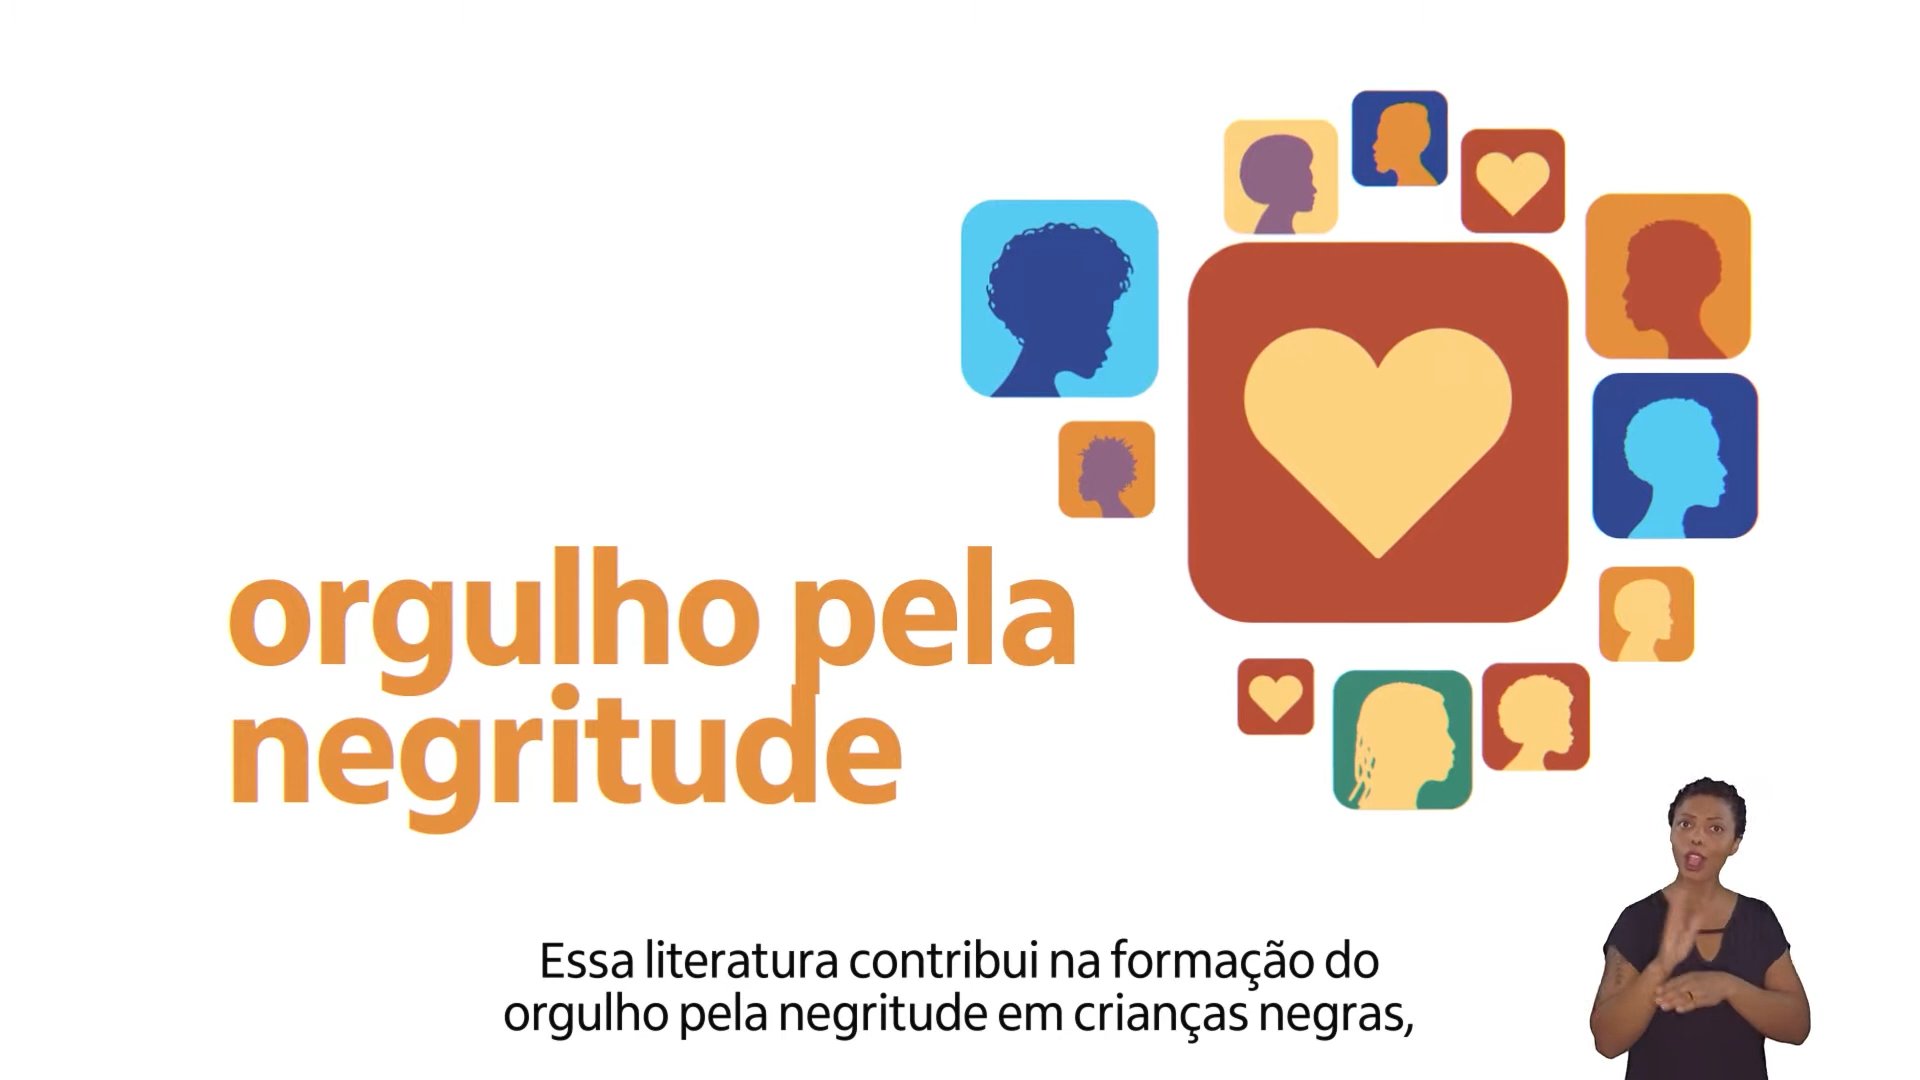 orgulho pela
negritude
Essa literatura contribui na formação do
orgulho pela negritude em crianças negras,